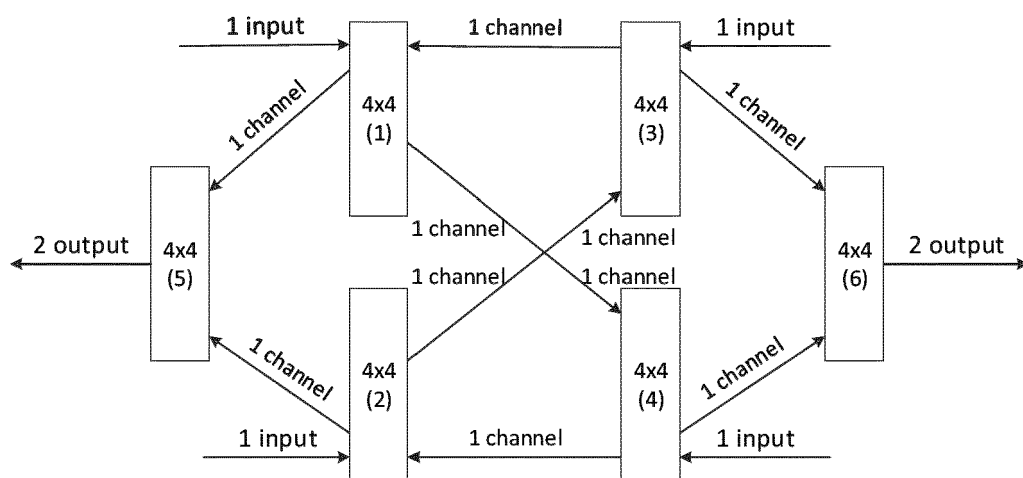 1 input
1 channel
1 input
1 channel
4x4
(1)
4x4
(3)
1 channel
2 output
4x4
(5)
1 channel
1 channel
4x4
(6)
2 output
1 channel
1 channel
1 channel
4x4
(2)
4x4
(4)
1 channel
1 input
1 channel
1 input